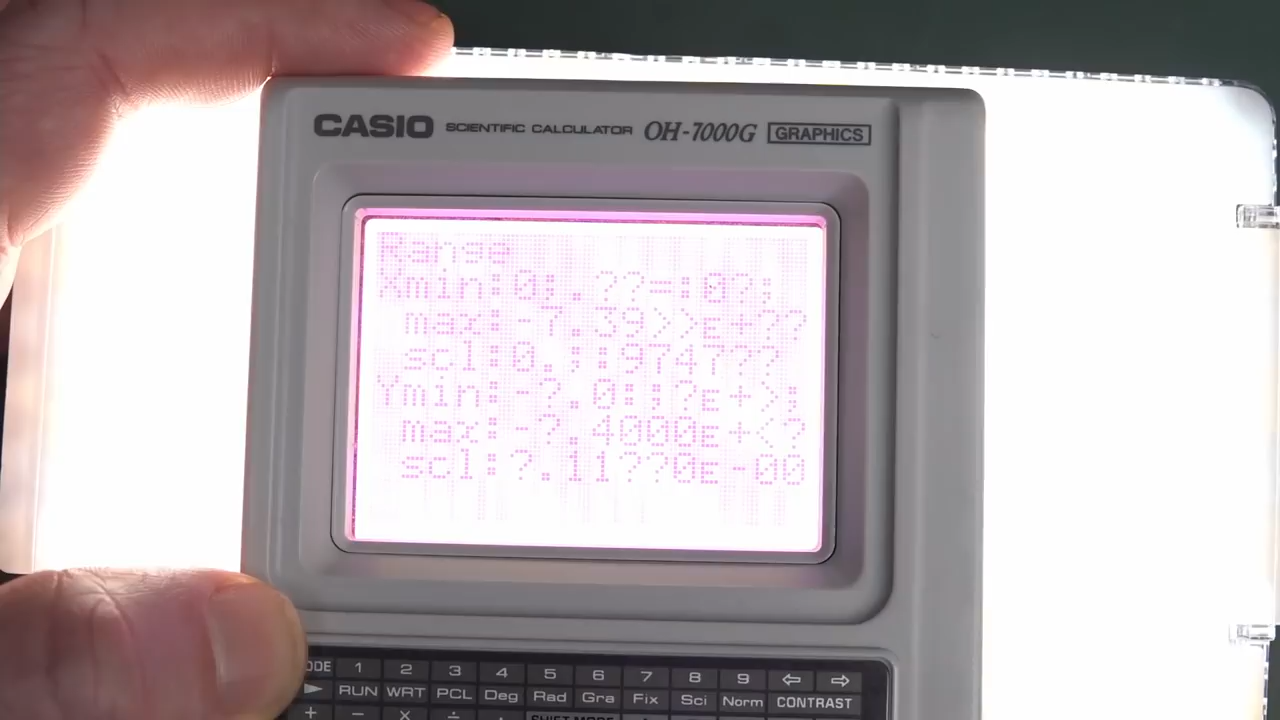 CASIO SCIENTIFIC CALCULATOR OH-7000G GRAPHICS
Range
Xmin:0;.??-:0?;
max:-7.39>>E+??
scl:0.;:974???
Ymin:-?.0:;?E+>;
max:-?.4000E+<?
scl:?.11??0E-00
1 2 3 4 5 6 7 8 9 ⇦ ⇨
RUN WRT PCL Deg Rad Gra Fix Sci Norm CONTRAST
+ − × ÷